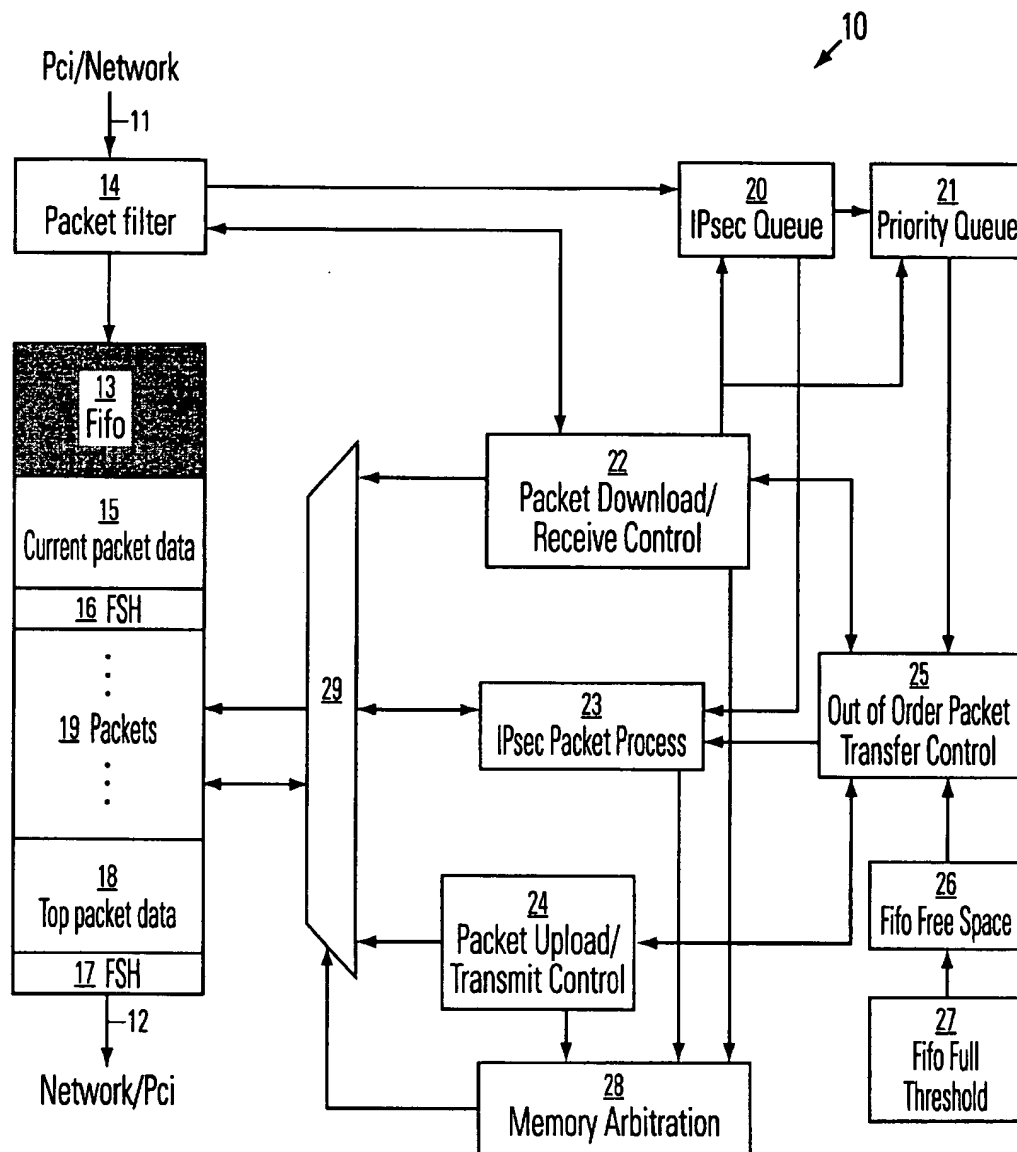 10
Pci/Network
11
14
Packet filter
20
IPsec Queue
21
Priority Queue
13
Fifo
15
Current packet data
16 FSH
19 Packets
18
Top packet data
17 FSH
12
Network/Pci
29
22
Packet Download/
Receive Control
23
IPsec Packet Process
24
Packet Upload/
Transmit Control
25
Out of Order Packet
Transfer Control
26
Fifo Free Space
27
Fifo Full
Threshold
28
Memory Arbitration